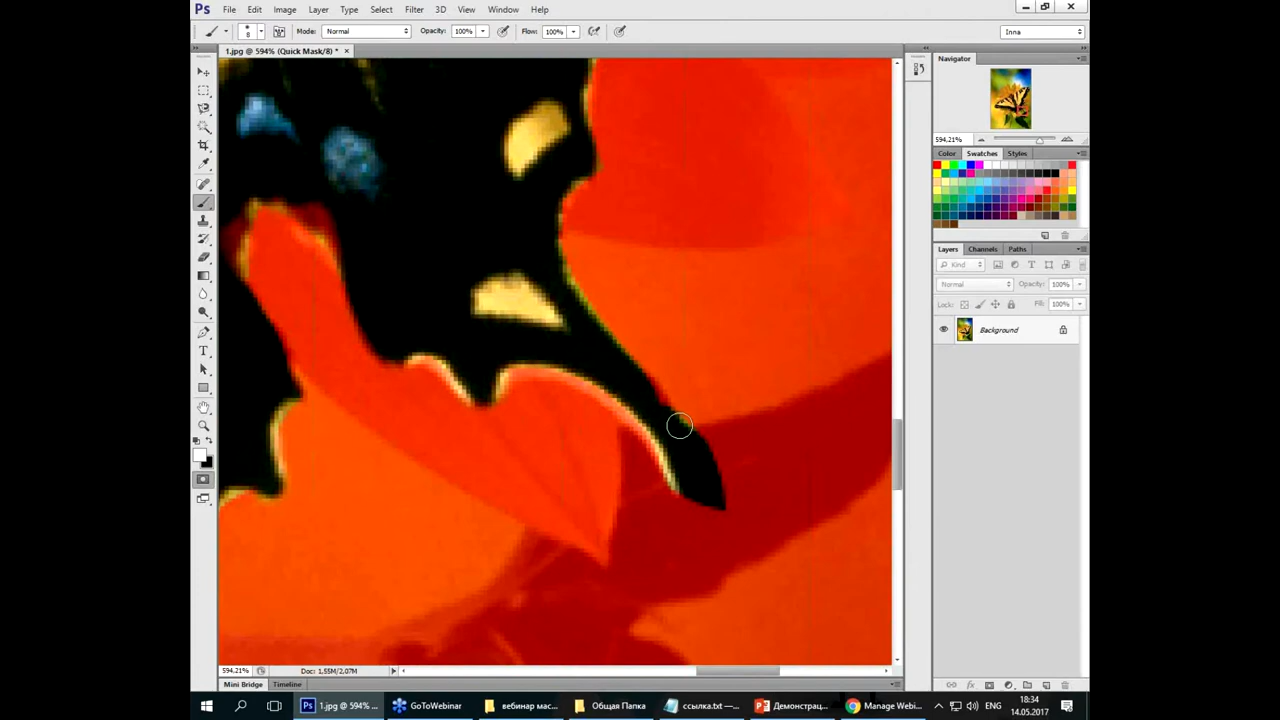 Ps File Edit Image Layer Type Select Filter 3D View Window Help
8 Mode: Normal Opacity: 100% Flow: 100% Inna
1.jpg @ 594% (Quick Mask/8) * ×
Navigator
594,21%
Color Swatches Styles
Layers Channels Paths
Kind
Normal Opacity: 100%
Lock: Fill: 100%
Background
594,21% Doc: 1,55M/2,07M
Mini Bridge Timeline
1.jpg @ 594% ... GoToWebinar вебинар мас... Общая Папка ссылка.txt —... Демонстрац... Manage Webi... ENG 18:34
14.05.2017